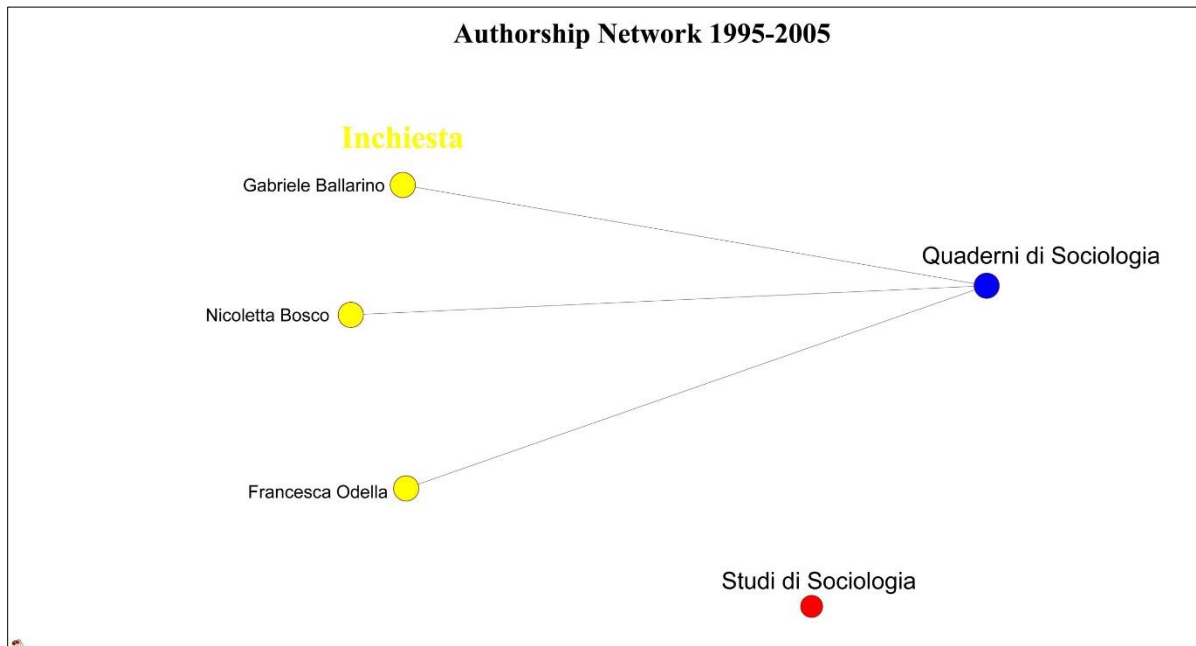 Authorship Network 1995-2005
Inchiesta
Gabriele Ballarino
Quaderni di Sociologia
Nicoletta Bosco
Francesca Odella
Studi di Sociologia